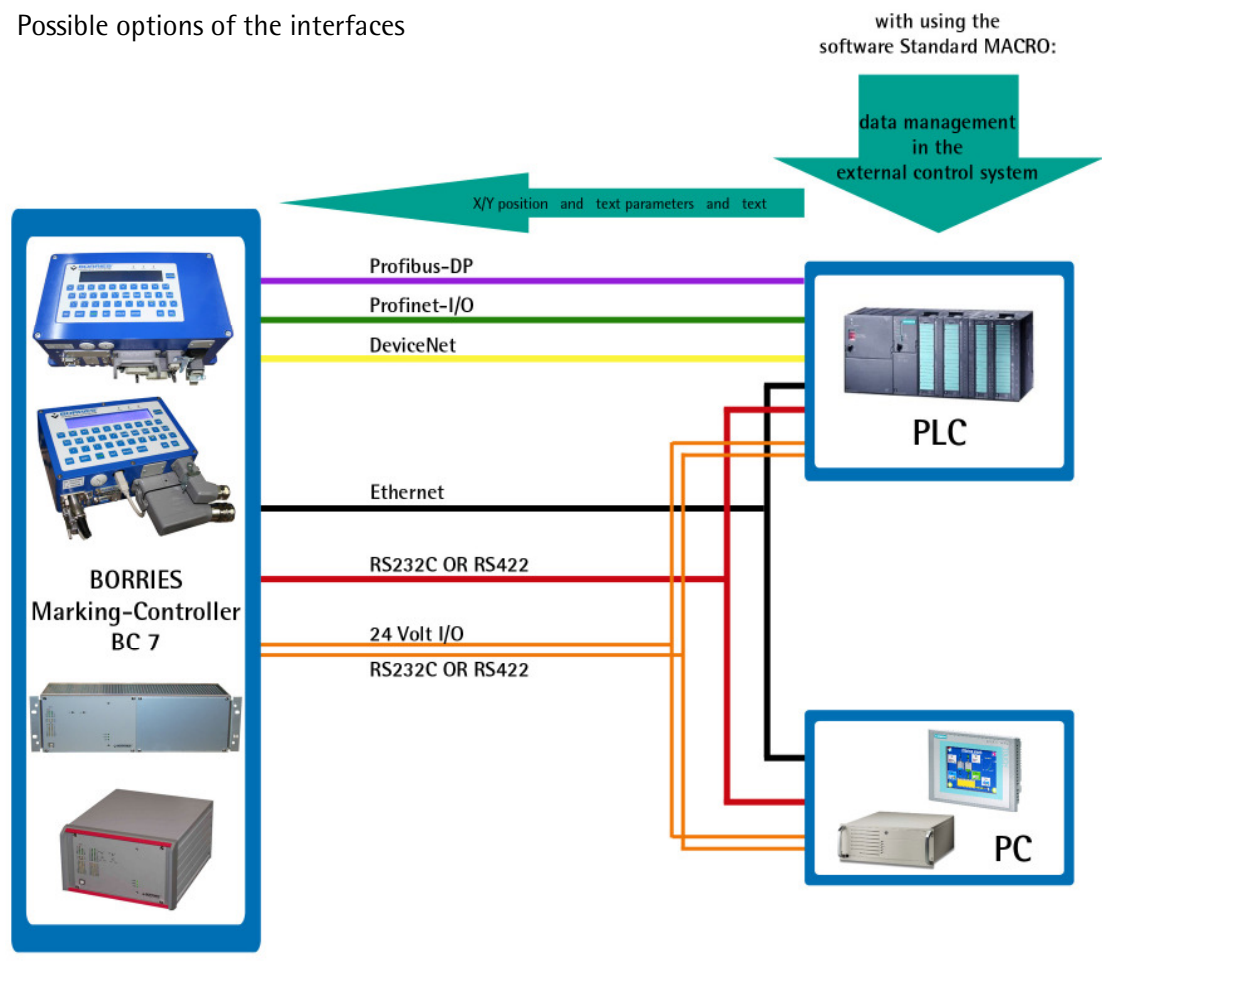 Possible options of the interfaces
with using the
software Standard MACRO:
data management
in the
external control system
X/Y position and text parameters and text
Profibus-DP
Profinet-I/O
DeviceNet
PLC
Ethernet
RS232C OR RS422
BORRIES
Marking-Controller
BC 7
24 Volt I/O
RS232C OR RS422
PC